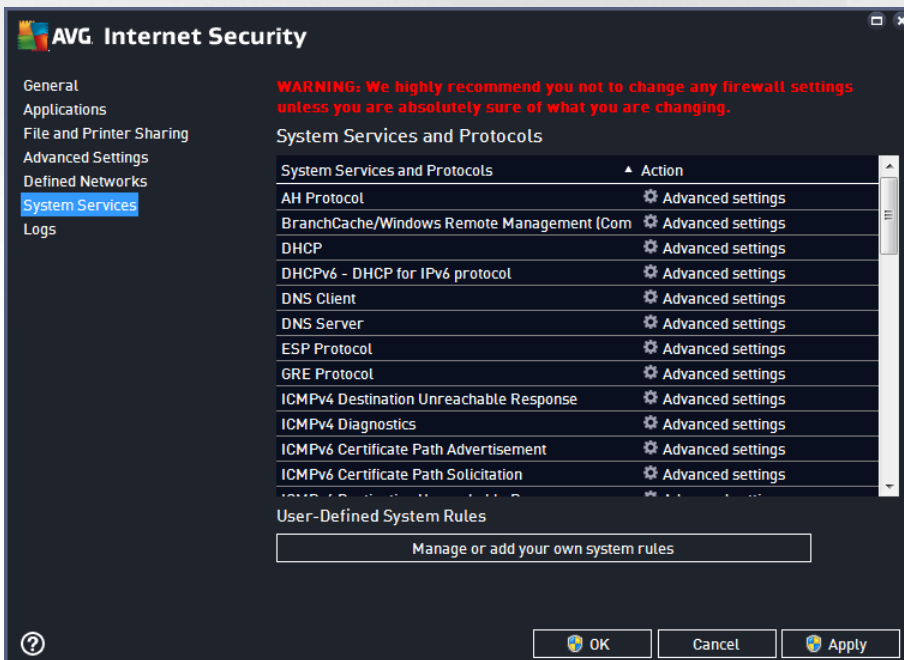 AVG Internet Security
General
Applications
File and Printer Sharing
Advanced Settings
Defined Networks
System Services
Logs
WARNING: We highly recommend you not to change any firewall settings
unless you are absolutely sure of what you are changing.
System Services and Protocols
System Services and Protocols Action
AH Protocol Advanced settings
BranchCache/Windows Remote Management (Com Advanced settings
DHCP Advanced settings
DHCPv6 - DHCP for IPv6 protocol Advanced settings
DNS Client Advanced settings
DNS Server Advanced settings
ESP Protocol Advanced settings
GRE Protocol Advanced settings
ICMPv4 Destination Unreachable Response Advanced settings
ICMPv4 Diagnostics Advanced settings
ICMPv6 Certificate Path Advertisement Advanced settings
ICMPv6 Certificate Path Solicitation Advanced settings
User-Defined System Rules
Manage or add your own system rules
OK
Cancel
Apply